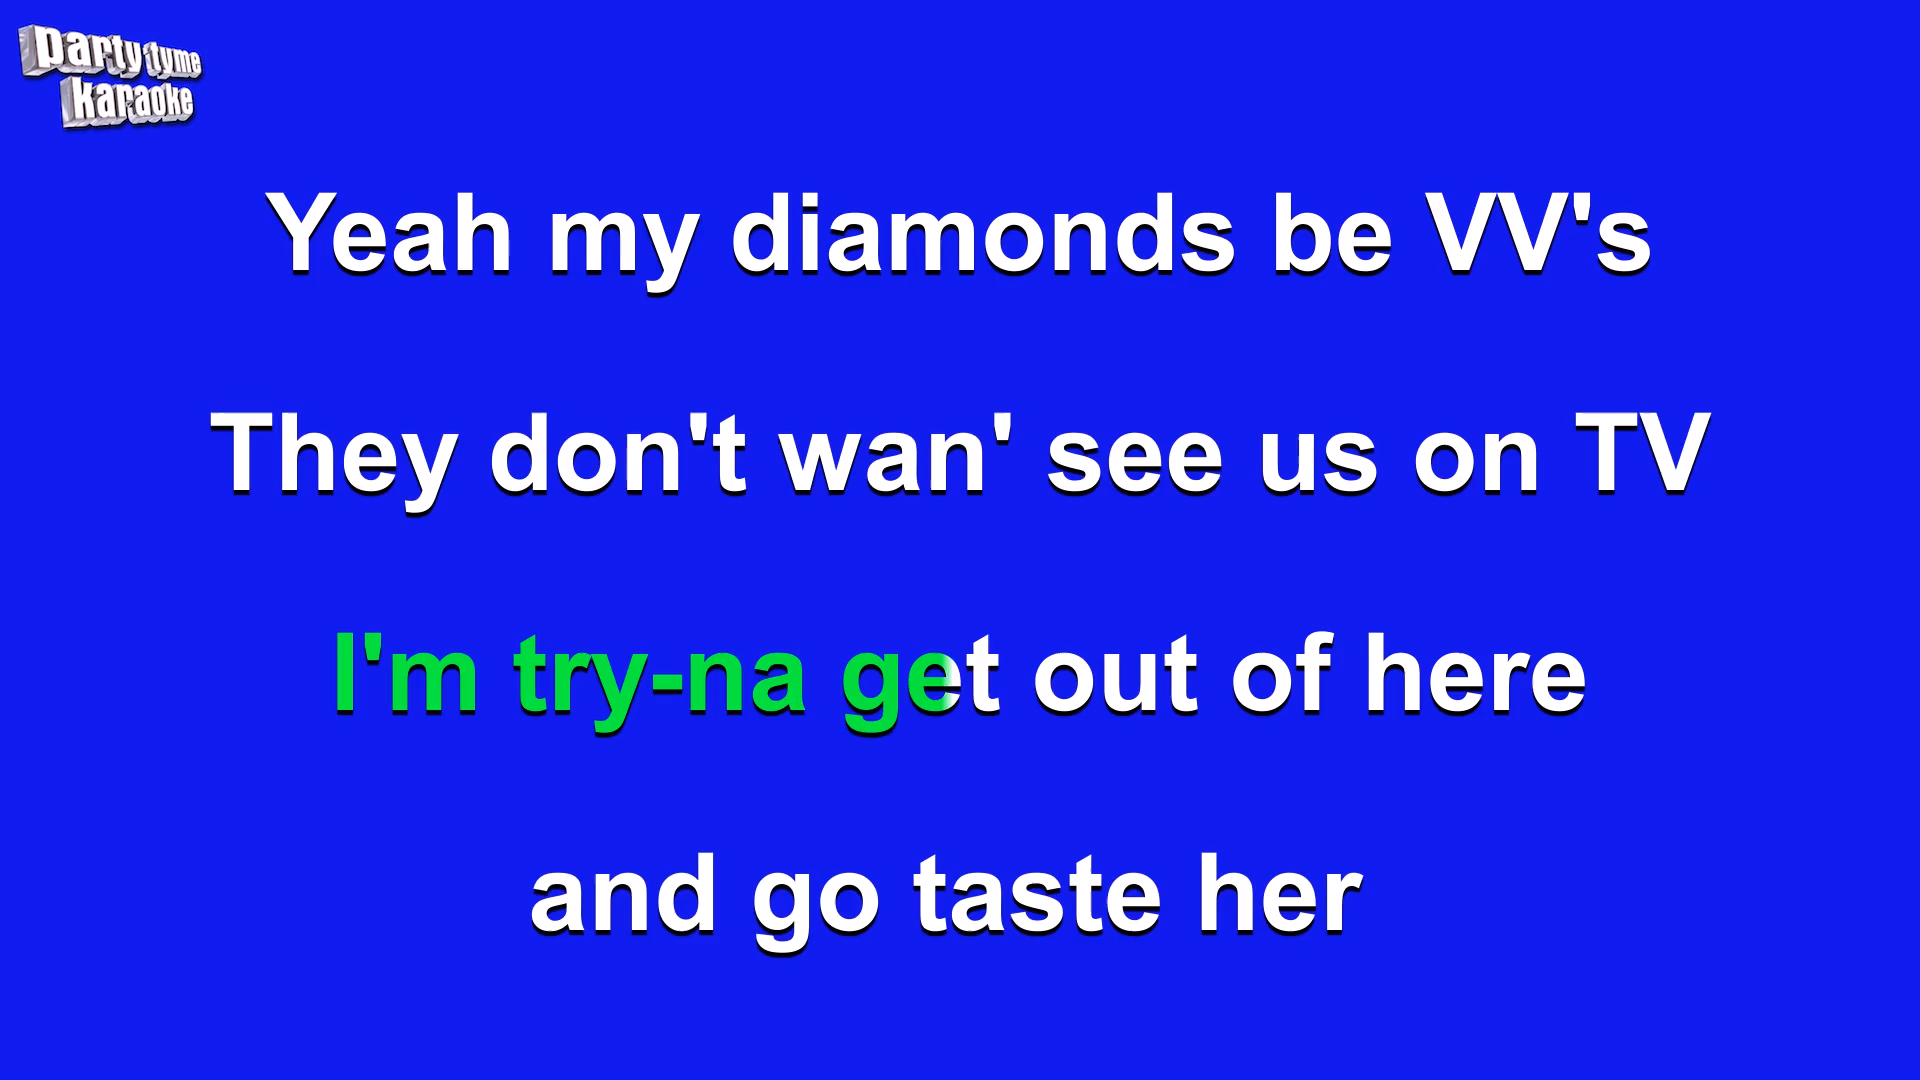 party tyme
karaoke
Yeah my diamonds be VV's
They don't wan' see us on TV
I'm try-na get out of here
and go taste her